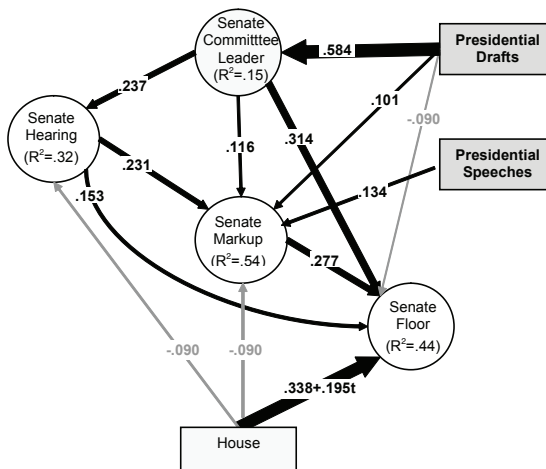 Senate
Committtee
Leader
(R²=.15)
Presidential
Drafts
.584
.237
.101
-.090
Senate
Hearing
(R²=.32)
.116
.314
.231
Presidential
Speeches
.153
.134
Senate
Markup
(R²=.54)
.277
Senate
Floor
(R²=.44)
-.090
-.090
.338+.195t
House